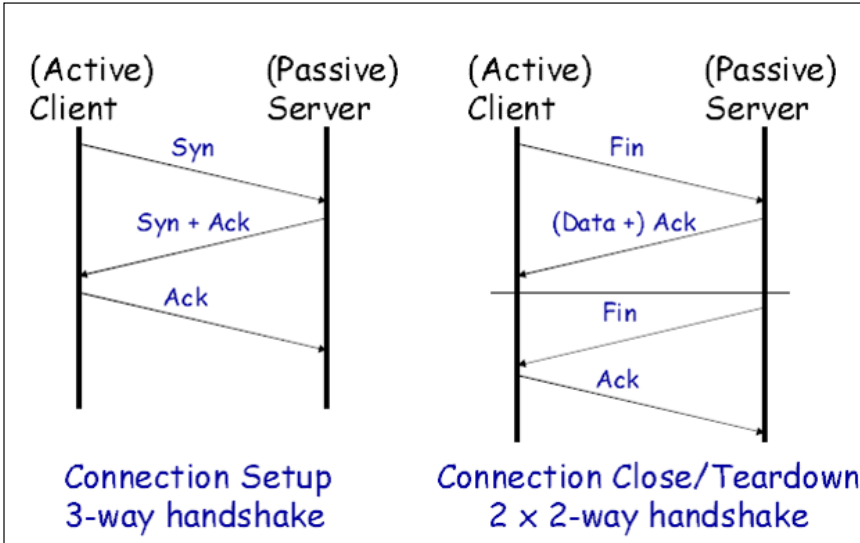 (Active)
Client
(Passive)
Server
Syn
Syn + Ack
Ack
Connection Setup
3-way handshake
(Active)
Client
(Passive)
Server
Fin
(Data +) Ack
Fin
Ack
Connection Close/Teardown
2 x 2-way handshake